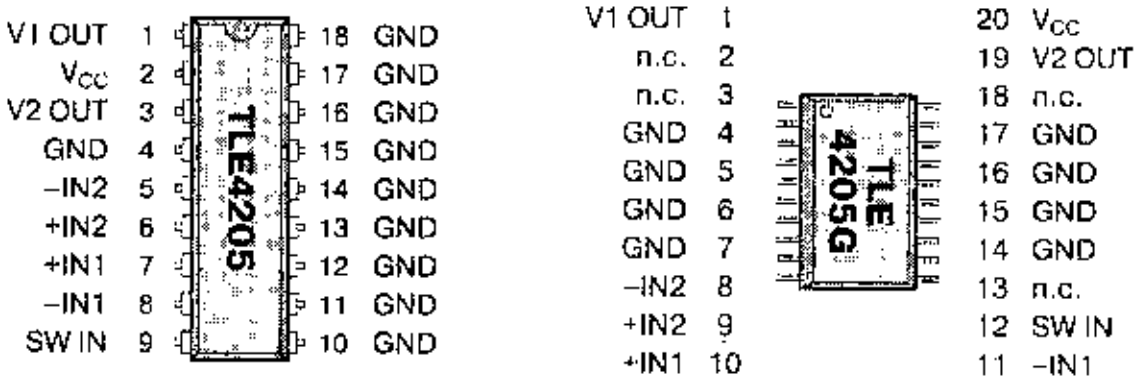 V1 OUT 1 18 GND
VCC 2 17 GND
V2 OUT 3 16 GND
GND 4 15 GND
–IN2 5 14 GND
+IN2 6 13 GND
+IN1 7 12 GND
–IN1 8 11 GND
SW IN 9 10 GND
TLE4205
V1 OUT 1 20 VCC
n.c. 2 19 V2 OUT
n.c. 3 18 n.c.
GND 4 17 GND
GND 5 16 GND
GND 6 15 GND
GND 7 14 GND
–IN2 8 13 n.c.
+IN2 9 12 SW IN
+IN1 10 11 –IN1
TLE
4205G